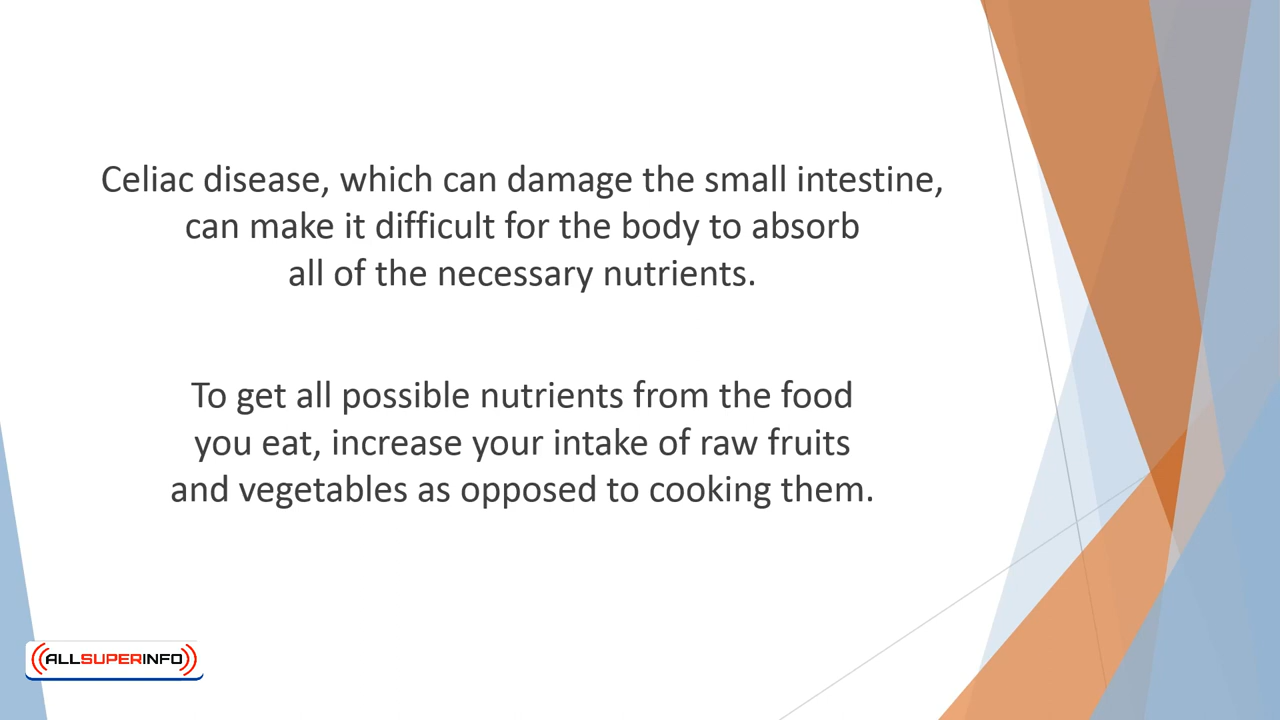 Celiac disease, which can damage the small intestine,
can make it difficult for the body to absorb
all of the necessary nutrients.
To get all possible nutrients from the food
you eat, increase your intake of raw fruits
and vegetables as opposed to cooking them.
ALLSUPERINFO